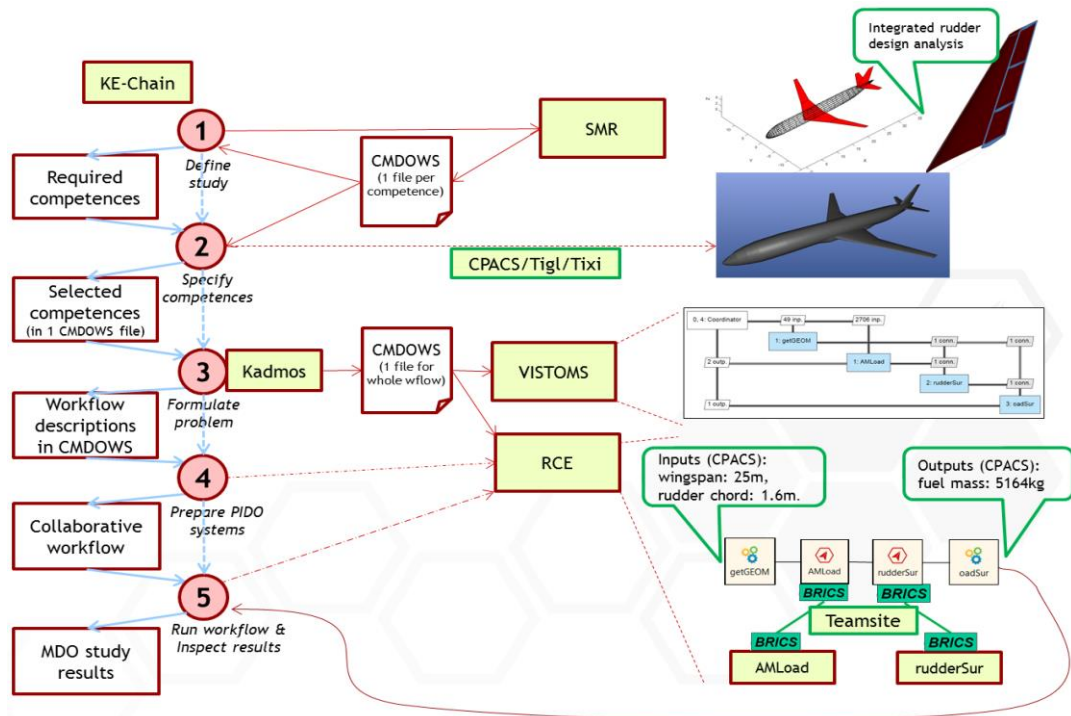 KE-Chain
1
Define
study
Required
competences
2
Specify
competences
Selected
competences
(in 1 CMDOWS file)
3
Kadmos
Formulate
problem
Workflow
descriptions
in CMDOWS
4
Prepare PIDO
systems
Collaborative
workflow
5
Run workflow &
Inspect results
MDO study
results
CMDOWS
(1 file per
competence)
SMR
CPACS/Tigl/Tixi
CMDOWS
(1 file for
whole wflow)
VISTOMS
RCE
Integrated rudder
design analysis
0, 4: Coordinator
49 inp.
2706 inp.
1: getGEOM
1 conn.
1 conn.
2 outp.
1: AMLoad
1 conn.
2: rudderSur
1 conn.
1 outp.
3: oadSur
Inputs (CPACS):
wingspan: 25m,
rudder chord: 1.6m.
Outputs (CPACS):
fuel mass: 5164kg
getGEOM
AMLoad
rudderSur
oadSur
BRICS
BRICS
Teamsite
BRICS
BRICS
AMLoad
rudderSur